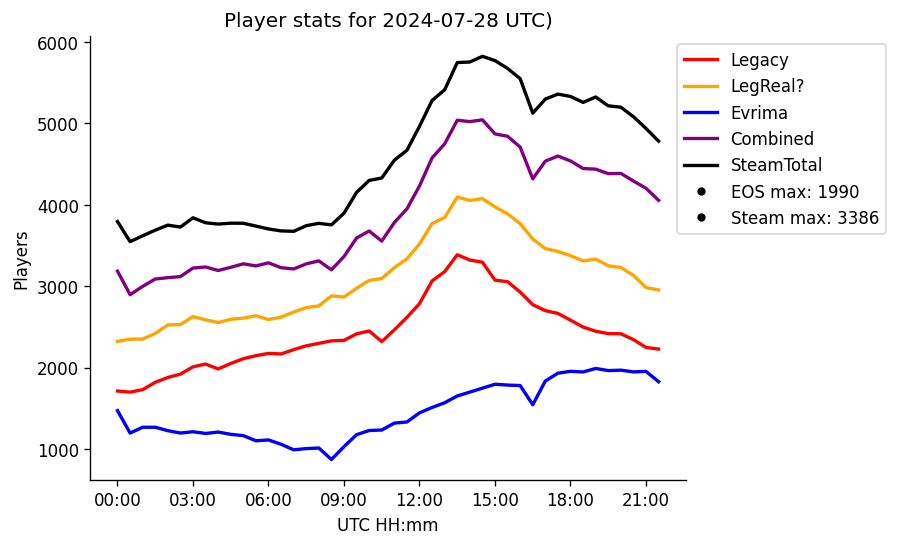 Player stats for 2024-07-28 UTC)
6000
5000
4000
3000
2000
1000
Players
00:00 03:00 06:00 09:00 12:00 15:00 18:00 21:00
UTC HH:mm
Legacy
LegReal?
Evrima
Combined
SteamTotal
EOS max: 1990
Steam max: 3386